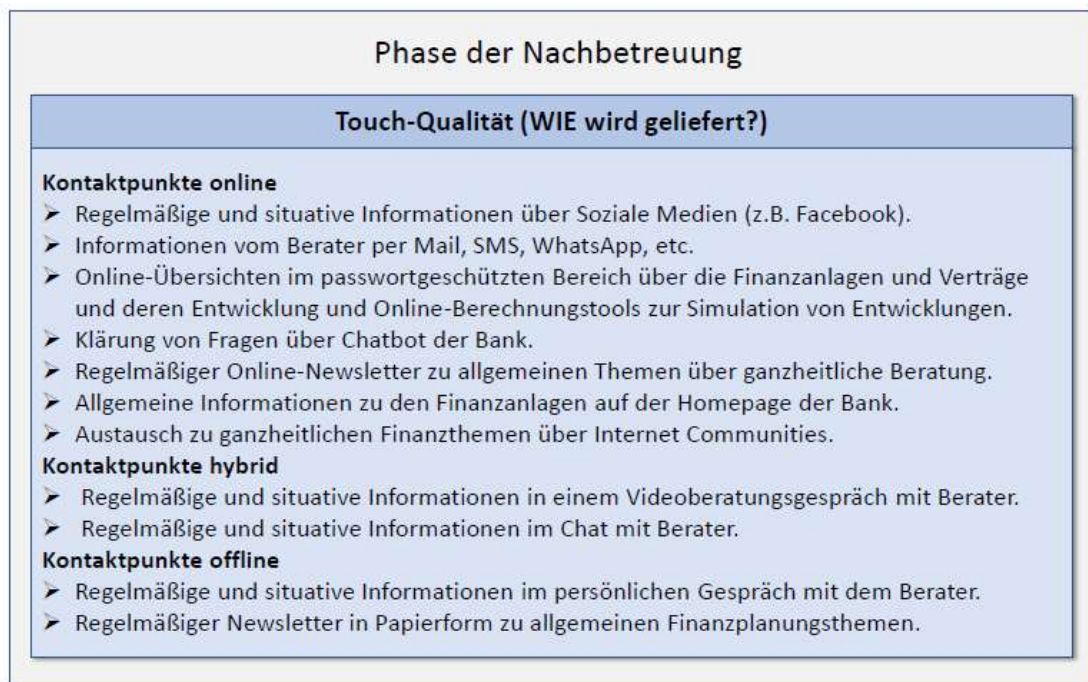 Phase der Nachbetreuung
Touch-Qualität (WIE wird geliefert?)
Kontaktpunkte online
➢ Regelmäßige und situative Informationen über Soziale Medien (z.B. Facebook).
➢ Informationen vom Berater per Mail, SMS, WhatsApp, etc.
➢ Online-Übersichten im passwortgeschützten Bereich über die Finanzanlagen und Verträge
und deren Entwicklung und Online-Berechnungstools zur Simulation von Entwicklungen.
➢ Klärung von Fragen über Chatbot der Bank.
➢ Regelmäßiger Online-Newsletter zu allgemeinen Themen über ganzheitliche Beratung.
➢ Allgemeine Informationen zu den Finanzanlagen auf der Homepage der Bank.
➢ Austausch zu ganzheitlichen Finanzthemen über Internet Communities.
Kontaktpunkte hybrid
➢ Regelmäßige und situative Informationen in einem Videoberatungsgespräch mit Berater.
➢ Regelmäßige und situative Informationen im Chat mit Berater.
Kontaktpunkte offline
➢ Regelmäßige und situative Informationen im persönlichen Gespräch mit dem Berater.
➢ Regelmäßiger Newsletter in Papierform zu allgemeinen Finanzplanungsthemen.